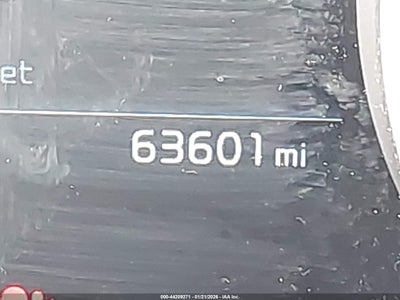 et
63601 mi
000-44209271 - 01/21/2026 - IAA Inc.